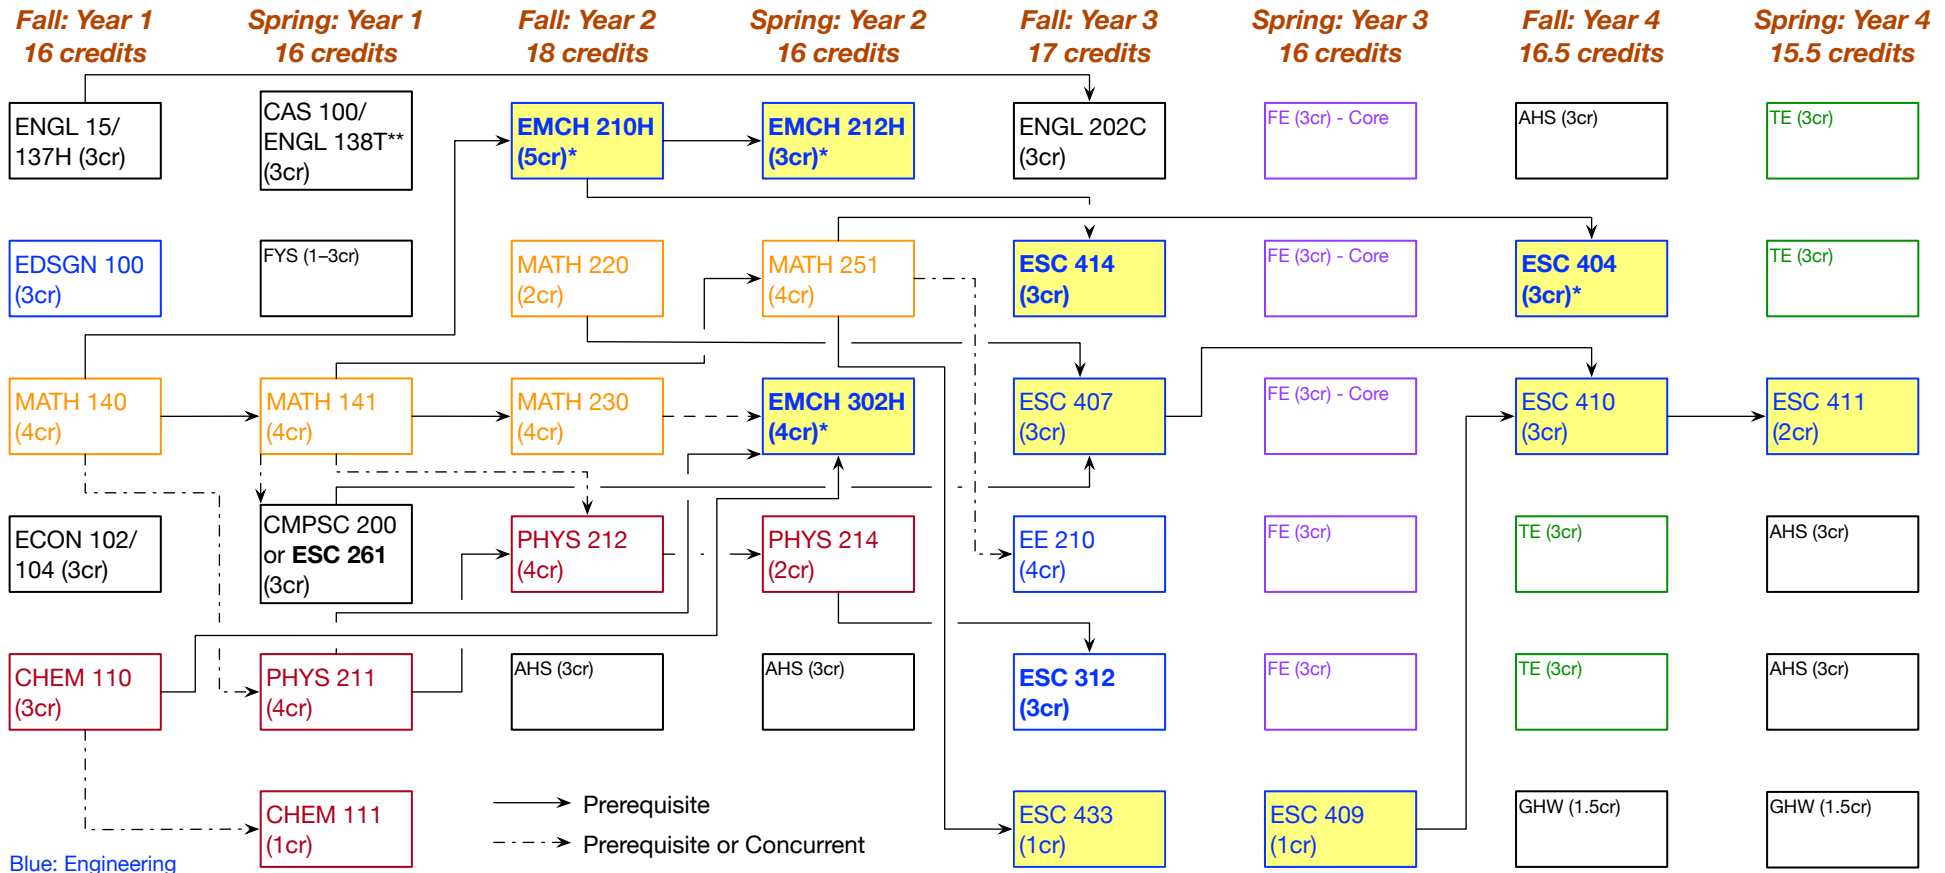 Fall: Year 1
16 credits
Spring: Year 1
16 credits
Fall: Year 2
18 credits
Spring: Year 2
16 credits
Fall: Year 3
17 credits
Spring: Year 3
16 credits
Fall: Year 4
16.5 credits
Spring: Year 4
15.5 credits
ENGL 15/
137H (3cr)
CAS 100/
ENGL 138T**
(3cr)
EMCH 210H
(5cr)*
EMCH 212H
(3cr)*
ENGL 202C
(3cr)
FE (3cr) - Core
AHS (3cr)
TE (3cr)
EDSGN 100
(3cr)
FYS (1–3cr)
MATH 220
(2cr)
MATH 251
(4cr)
ESC 414
(3cr)
FE (3cr) - Core
ESC 404
(3cr)*
TE (3cr)
MATH 140
(4cr)
MATH 141
(4cr)
MATH 230
(4cr)
EMCH 302H
(4cr)*
ESC 407
(3cr)
FE (3cr) - Core
ESC 410
(3cr)
ESC 411
(2cr)
ECON 102/
104 (3cr)
CMPSC 200
or ESC 261
(3cr)
PHYS 212
(4cr)
PHYS 214
(2cr)
EE 210
(4cr)
FE (3cr)
TE (3cr)
AHS (3cr)
CHEM 110
(3cr)
PHYS 211
(4cr)
AHS (3cr)
AHS (3cr)
ESC 312
(3cr)
FE (3cr)
TE (3cr)
AHS (3cr)
CHEM 111
(1cr)
Prerequisite
Prerequisite or Concurrent
ESC 433
(1cr)
ESC 409
(1cr)
GHW (1.5cr)
GHW (1.5cr)
Blue: Engineering